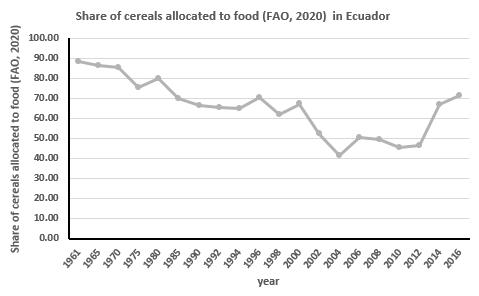 Share of cereals allocated to food (FAO, 2020)  in Ecuador
Share of cereals allocated to food (FAO, 2020)
100.00
90.00
80.00
70.00
60.00
50.00
40.00
30.00
20.00
10.00
0.00
1961 1965 1970 1975 1980 1985 1990 1992 1994 1996 1998 2000 2002 2004 2006 2008 2010 2012 2014 2016
year